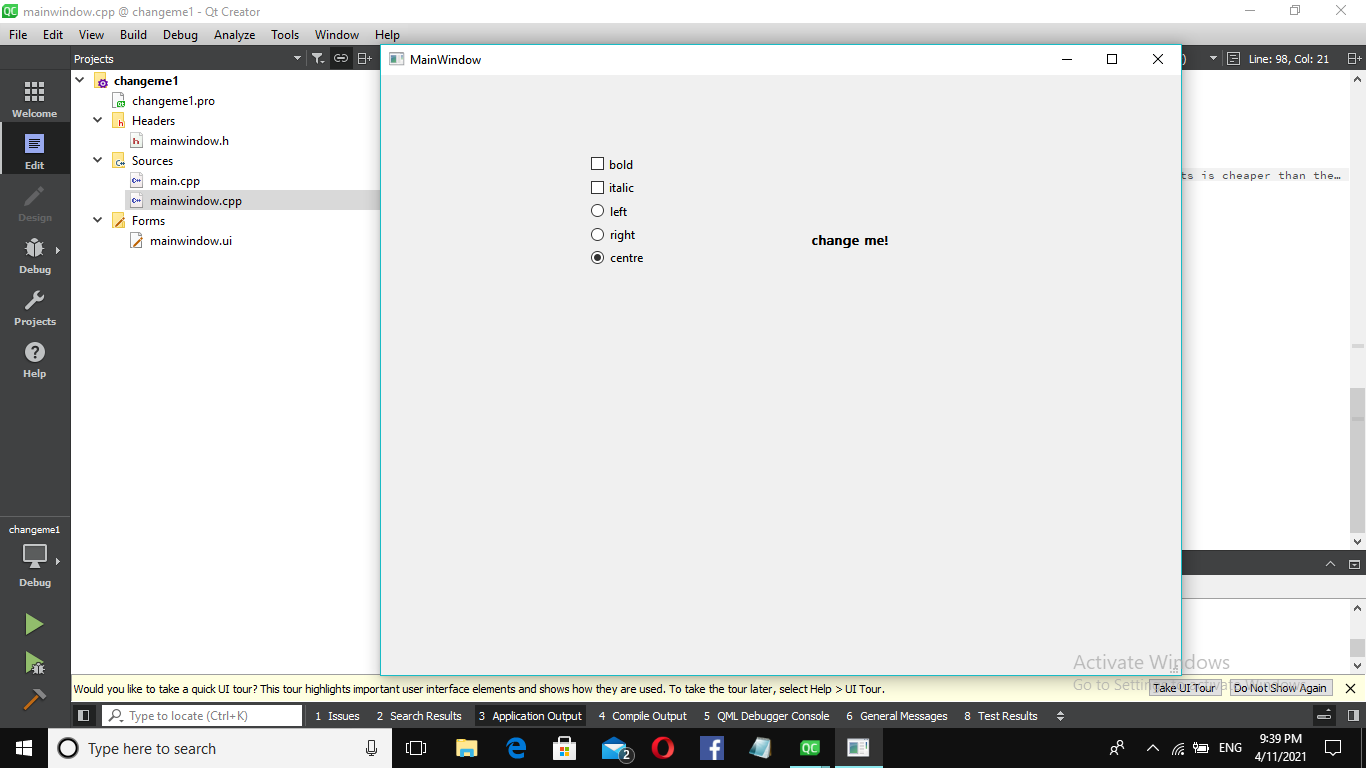 mainwindow.cpp @ changeme1 - Qt Creator
File Edit View Build Debug Analyze Tools Window Help
Projects
MainWindow
Line: 98, Col: 21
Welcome
Edit
Design
Debug
Projects
Help
changeme1
changeme1.pro
Headers
mainwindow.h
Sources
main.cpp
mainwindow.cpp
Forms
mainwindow.ui
bold
italic
left
right
centre
change me!
ts is cheaper than the…
changeme1
Debug
Activate Windows
Would you like to take a quick UI tour? This tour highlights important user interface elements and shows how they are used. To take the tour later, select Help > UI Tour.
Go to
Take UI Tour
Do Not Show Again
Type to locate (Ctrl+K)
1 Issues 2 Search Results 3 Application Output 4 Compile Output 5 QML Debugger Console 6 General Messages 8 Test Results
Type here to search
2
QC
ENG
9:39 PM
4/11/2021